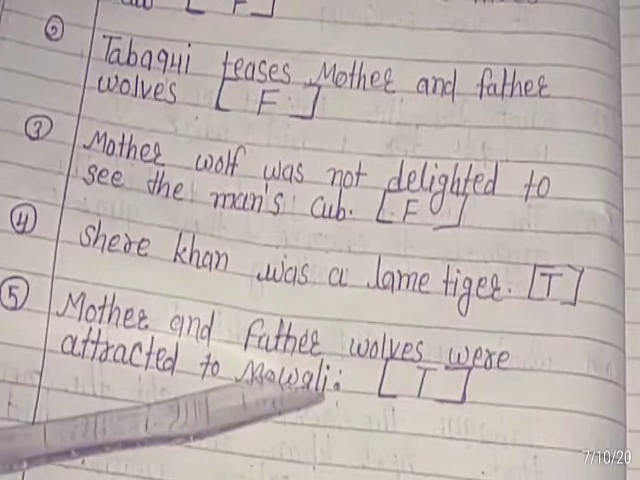 [ F ]
② Tabaqui teases Mother and father
wolves [ F ]
③ Mother wolf was not delighted to
see the man's cub. [ F ]
④ Shere khan was a lame tiger. [T]
⑤ Mother and Father wolves were
attracted to Mowgli: [ T ]
7/10/20